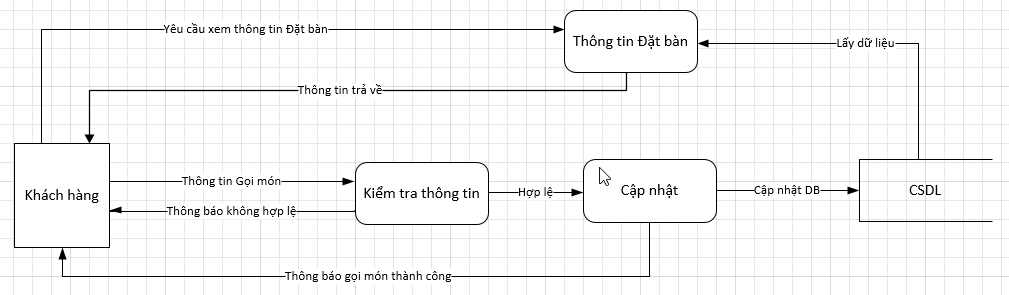 Yêu cầu xem thông tin Đặt bàn
Thông tin Đặt bàn
Lấy dữ liệu
Thông tin trả về
Khách hàng
Thông tin Gọi món
Kiểm tra thông tin
Hợp lệ
Cập nhật
Cập nhật DB
CSDL
Thông báo không hợp lệ
Thông báo gọi món thành công